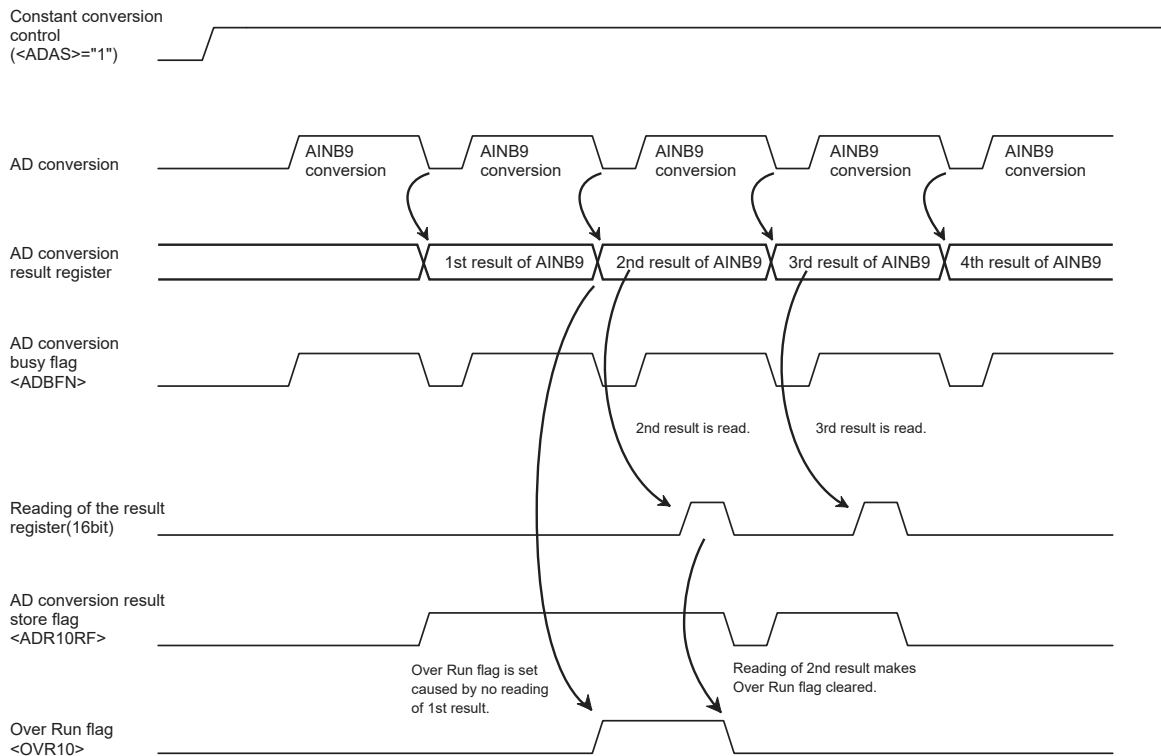 Constant conversion
control
(<ADAS>="1")
AD conversion
AINB9
conversion
AINB9
conversion
AINB9
conversion
AINB9
conversion
AINB9
conversion
AD conversion
result register
1st result of AINB9
2nd result of AINB9
3rd result of AINB9
4th result of AINB9
AD conversion
busy flag
<ADBFN>
2nd result is read.
3rd result is read.
Reading of the result
register(16bit)
AD conversion result
store flag
<ADR10RF>
Over Run flag is set
caused by no reading
of 1st result.
Reading of 2nd result makes
Over Run flag cleared.
Over Run flag
<OVR10>